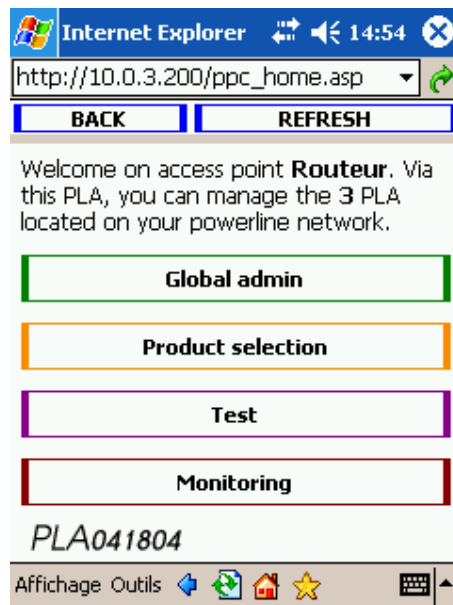 Internet Explorer 14:54
http://10.0.3.200/ppc_home.asp
BACK REFRESH
Welcome on access point Routeur. Via
this PLA, you can manage the 3 PLA
located on your powerline network.
Global admin
Product selection
Test
Monitoring
PLA041804
Affichage Outils